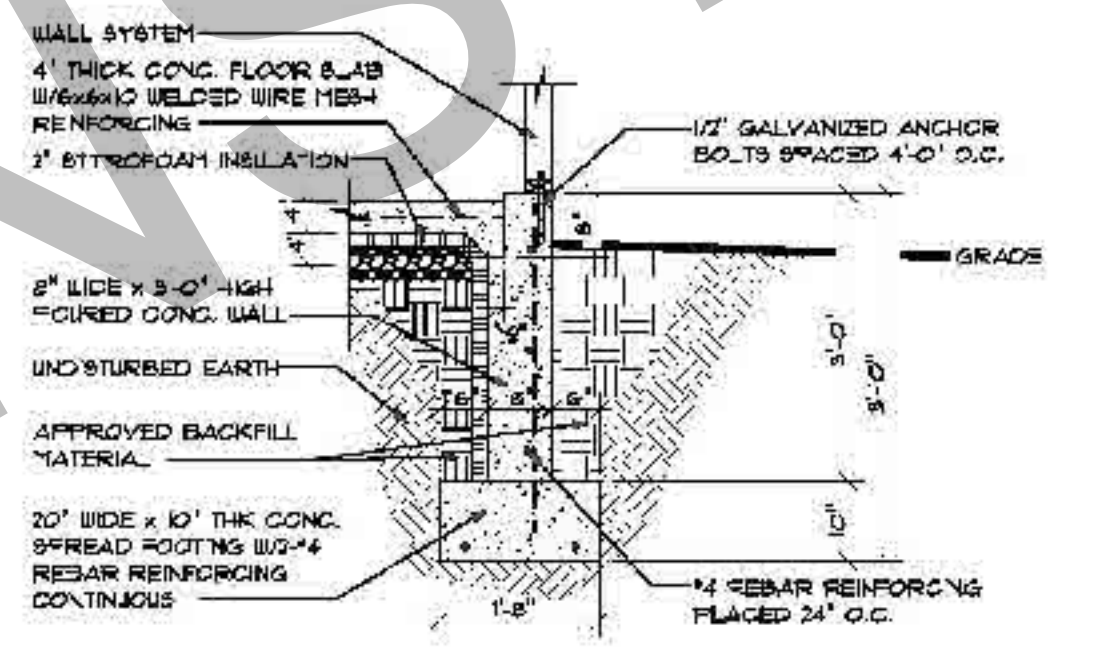 WALL SYSTEM
4" THICK CONC. FLOOR SLAB
W/6x6x10 WELDED WIRE MESH
REINFORCING
2" STYROFOAM INSULATION
8" WIDE x 3'-0" HIGH
POURED CONC. WALL
UNDISTURBED EARTH
APPROVED BACKFILL
MATERIAL
20" WIDE x 10" THK CONC.
SPREAD FOOTING W/2-#4
REBAR REINFORCING
CONTINUOUS
1/2" GALVANIZED ANCHOR
BOLTS SPACED 4'-0" O.C.
GRADE
#4 REBAR REINFORCING
PLACED 24" O.C.
4"
4"
8"
6"
8"
6"
3'-0"
10"
1'-8"